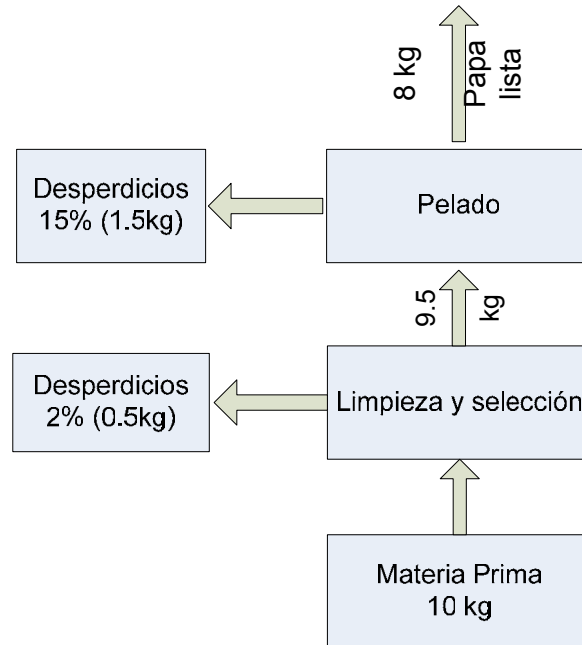 8 kg
Papa
lista
Desperdicios
15% (1.5kg)
Pelado
9.5
kg
Desperdicios
2% (0.5kg)
Limpieza y selección
Materia Prima
10 kg